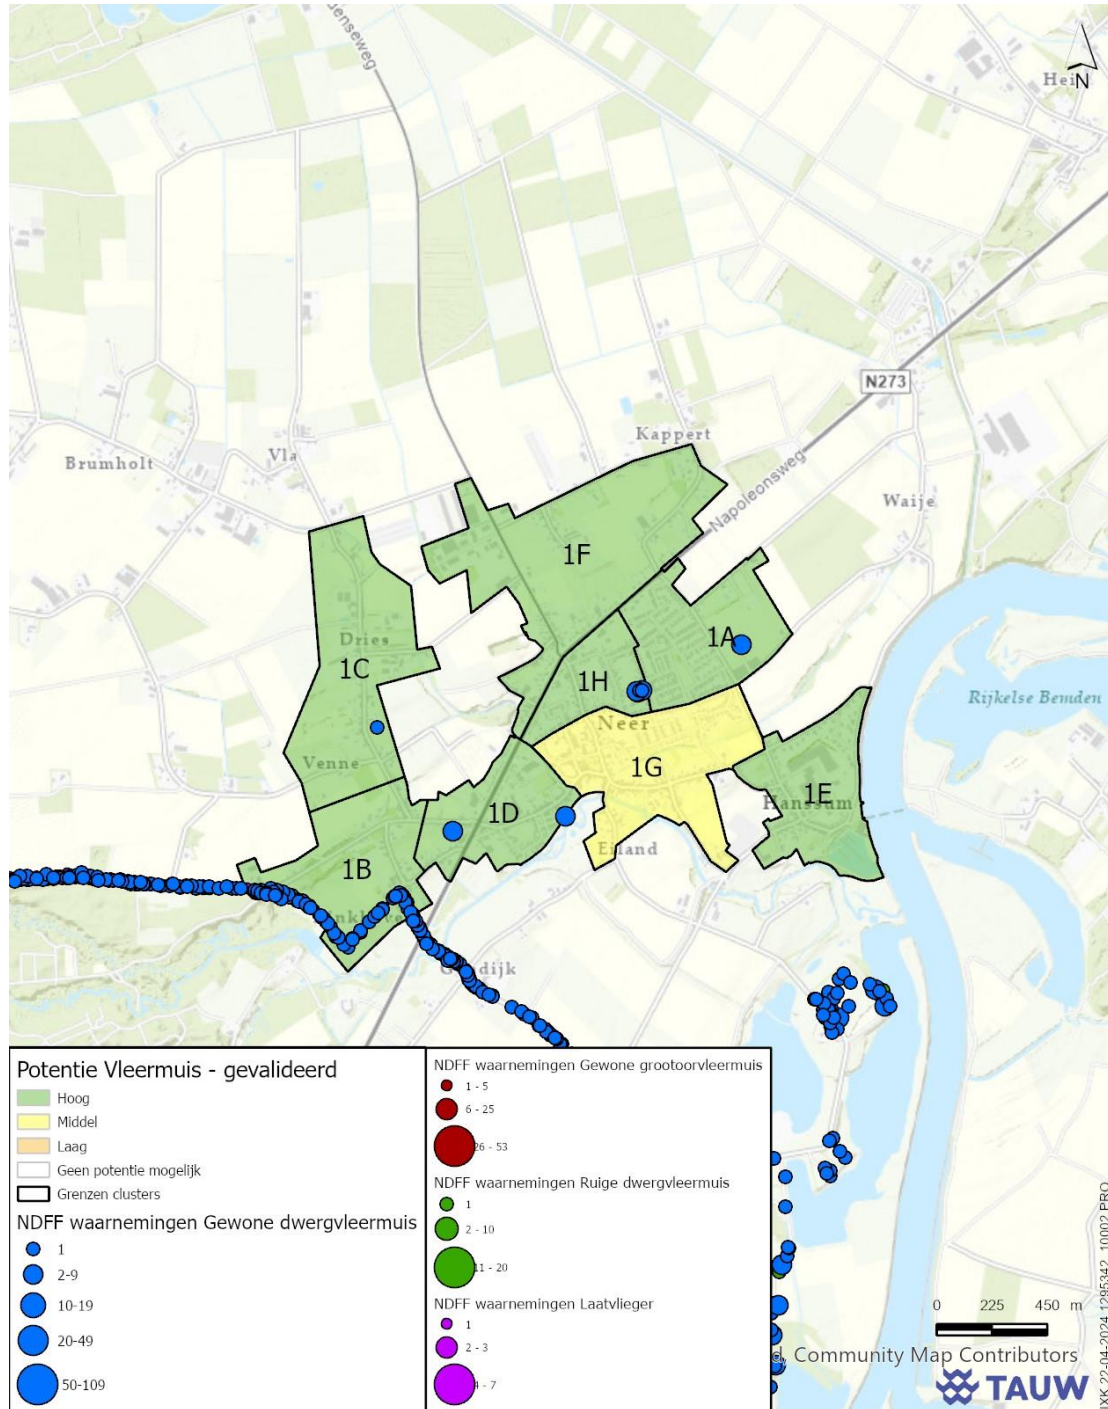 denseweg
Hei
N
N273
Kappert
Brumholt
Vla
Napoleonsweg
Waije
1F
1A
Dries
1C
1H
Rijkelse Bemden
Neer
Venne
1G
1E
Hanssum
1D
Eiland
1B
Potentie Vleermuis - gevalideerd
Hoog
Middel
Laag
Geen potentie mogelijk
Grenzen clusters
NDFF waarnemingen Gewone dwergvleermuis
1
2-9
10-19
20-49
50-109
NDFF waarnemingen Gewone grootoorvleermuis
1 - 5
6 - 25
26 - 53
NDFF waarnemingen Ruige dwergvleermuis
1
2 - 10
11 - 20
NDFF waarnemingen Laatvlieger
1
2 - 3
4 - 7
0 225 450 m
d, Community Map Contributors
TAUW
IXK 22-04-2024 1295342_10002 PRO